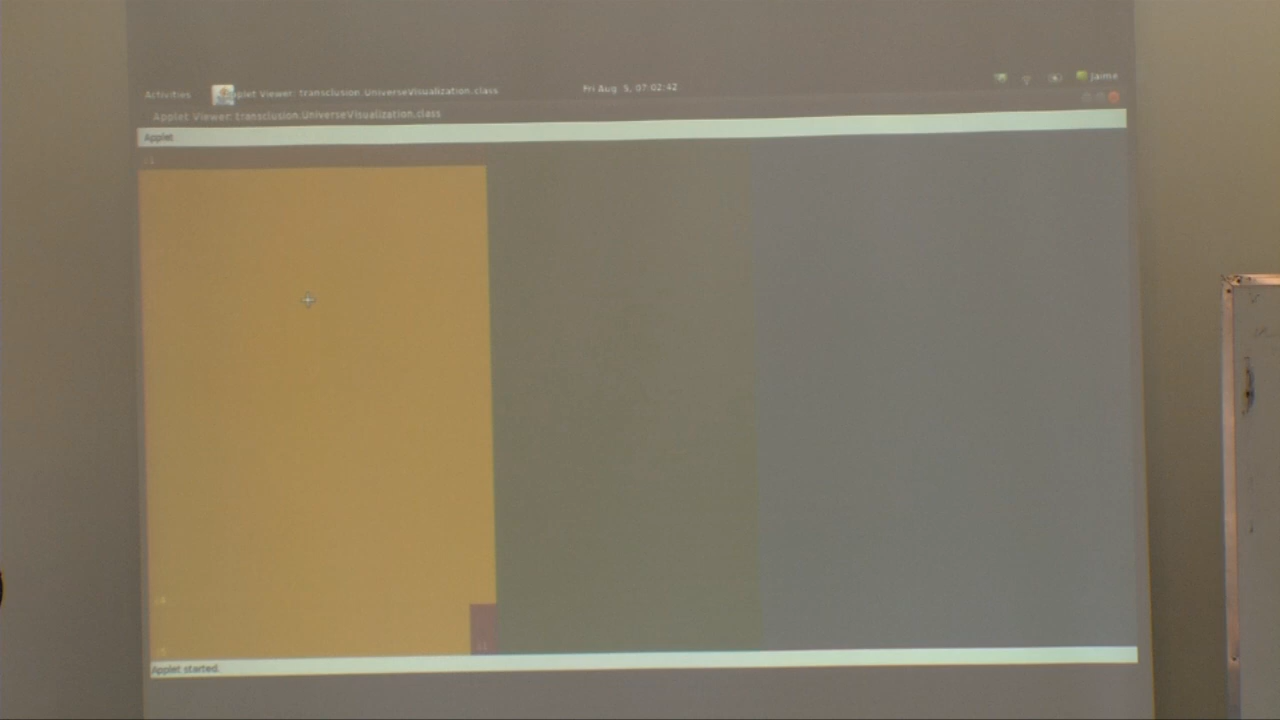 Activities
Applet Viewer: transclusion.UniverseVisualization.class
Fri Aug 5, 07:02:42
Jaime
Applet Viewer: transclusion.UniverseVisualization.class
Applet
Applet started.